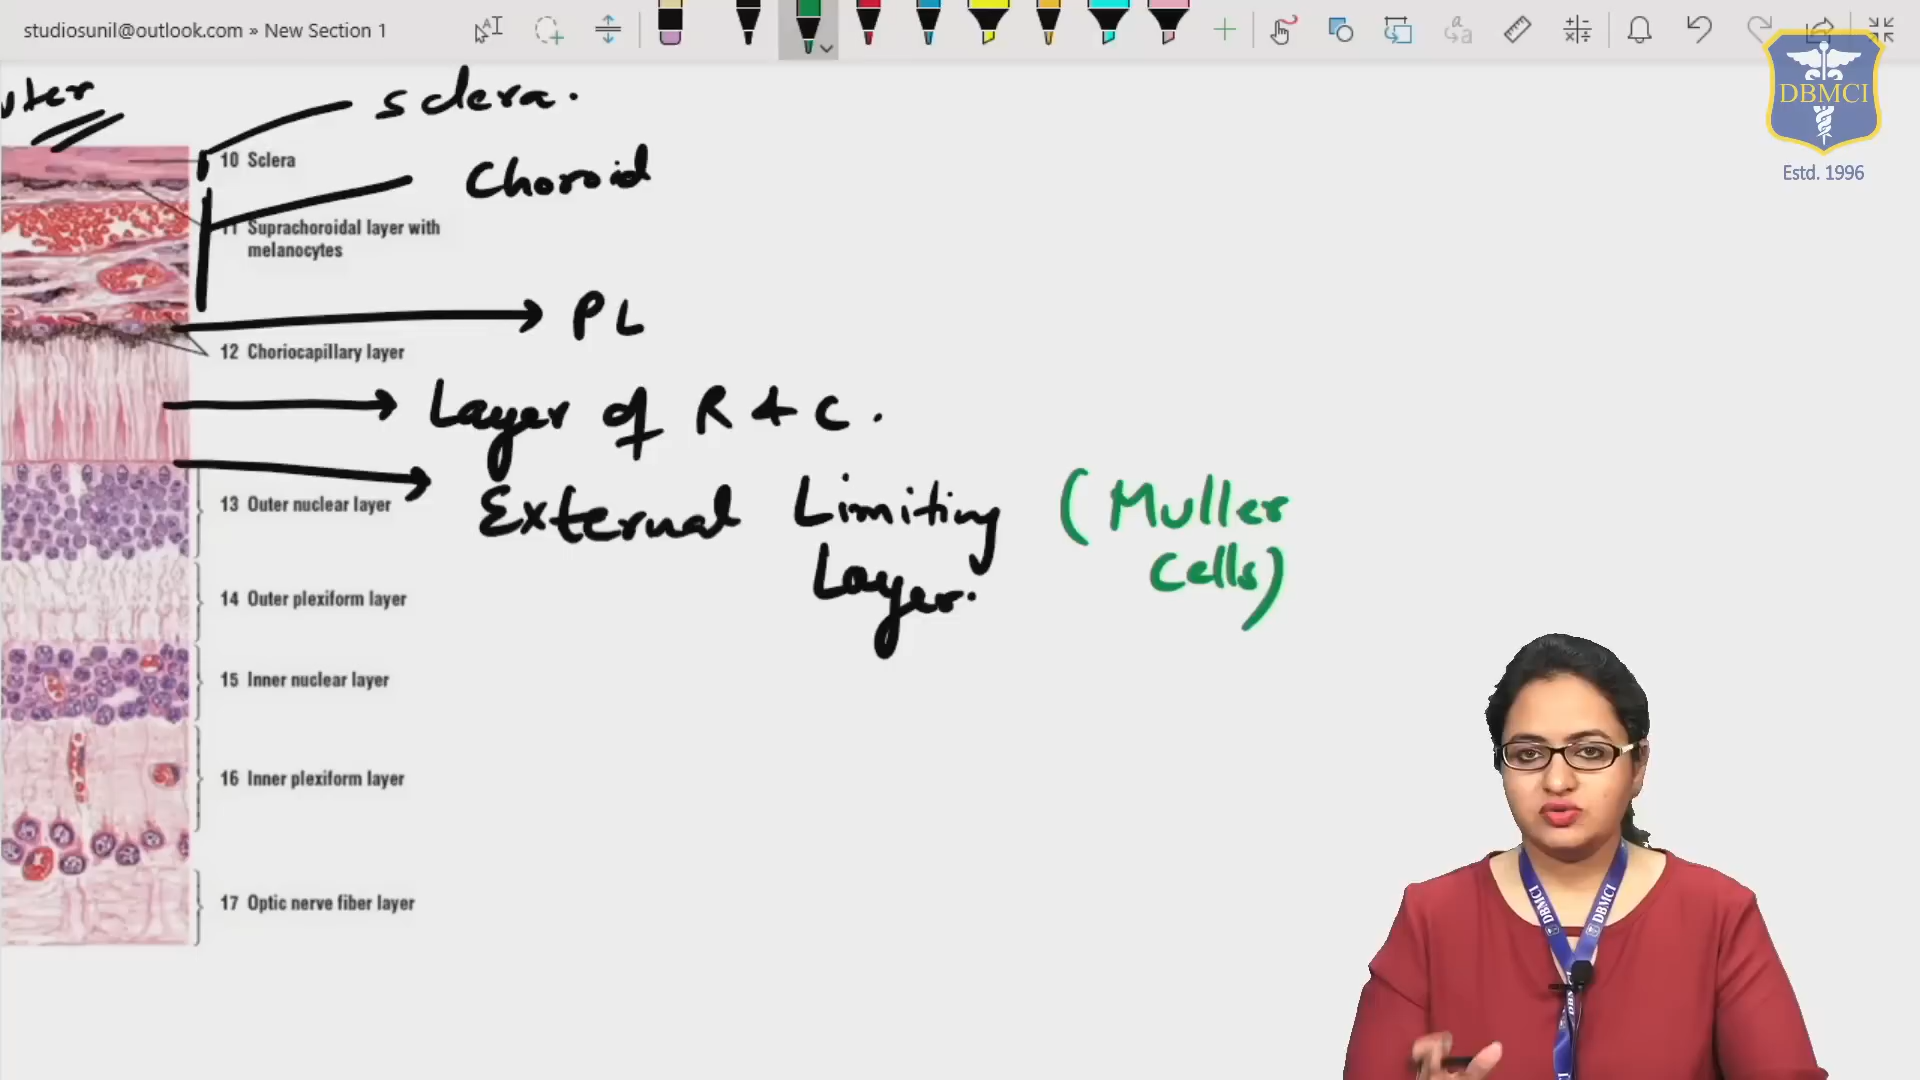 studiosunil@outlook.com » New Section 1
DBMCI
Estd. 1996
sclera.
10 Sclera
Choroid
11 Suprachoroidal layer with
melanocytes
PL
12 Choriocapillary layer
Layer of R & C.
13 Outer nuclear layer
External Limiting (Muller
Layer. Cells)
14 Outer plexiform layer
15 Inner nuclear layer
16 Inner plexiform layer
17 Optic nerve fiber layer
DBMCI
DBMCI